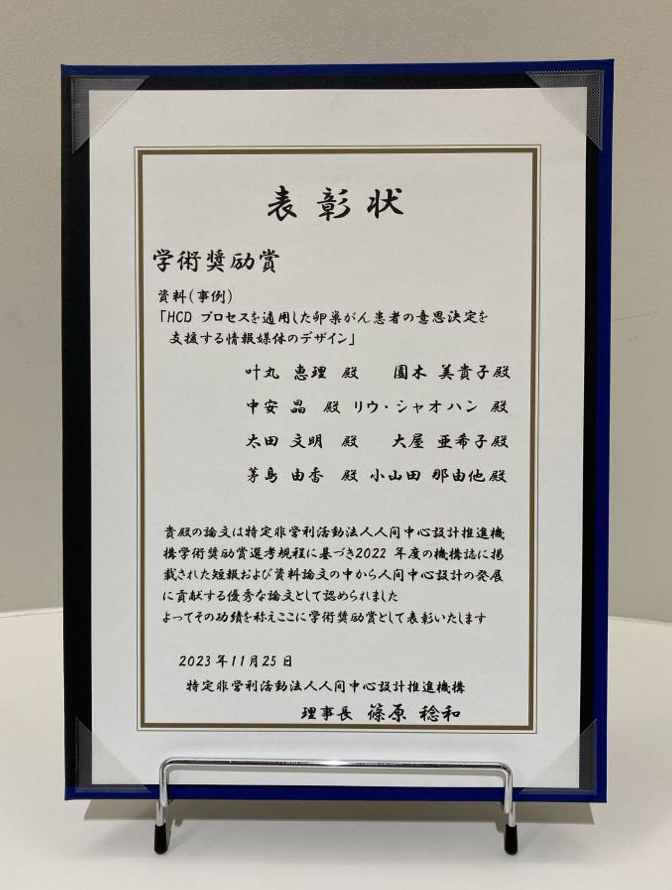 表彰状
学術奨励賞
資料(事例)
「HCD プロセスを適用した卵巣がん患者の意思決定を
支援する情報媒体のデザイン」
叶丸 恵理 殿 園木 美貴子殿
中安 晶 殿 リウ・シャオハン 殿
太田 文明 殿 大屋 亜希子殿
茅島 由香 殿 小山田 那由他殿
貴殿の論文は特定非営利活動法人人间中心設計推進機
構学術奨励賞選考規程に基づき2022 年度の機構誌に掲
載された短報および資料論文の中から人间中心設計の発展
に貢献する優秀な論文として認められました
よってその功績を称えここに学術奨励賞として表彰いたします
2023年11月25日
特定非営利活動法人人间中心設計推進機構
理事長 篠原 稔和